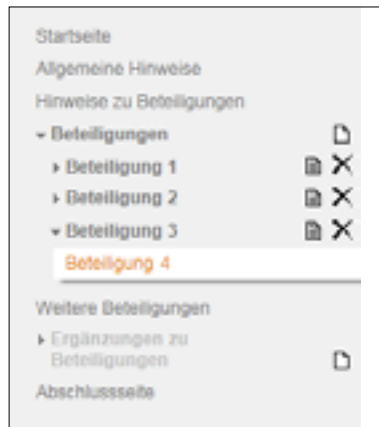 Startseite
Allgemeine Hinweise
Hinweise zu Beteiligungen
Beteiligungen
Beteiligung 1
Beteiligung 2
Beteiligung 3
Beteiligung 4
Weitere Beteiligungen
Ergänzungen zu
Beteiligungen
Abschlussseite